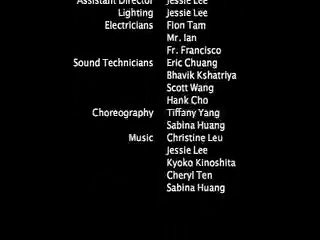 Assistant Director Jessie Lee
Lighting Jessie Lee
Electricians Fion Tam
Mr. Ian
Fr. Francisco
Sound Technicians Eric Chuang
Bhavik Kshatriya
Scott Wang
Hank Cho
Choreography Tiffany Yang
Sabina Huang
Music Christine Leu
Jessie Lee
Kyoko Kinoshita
Cheryl Ten
Sabina Huang